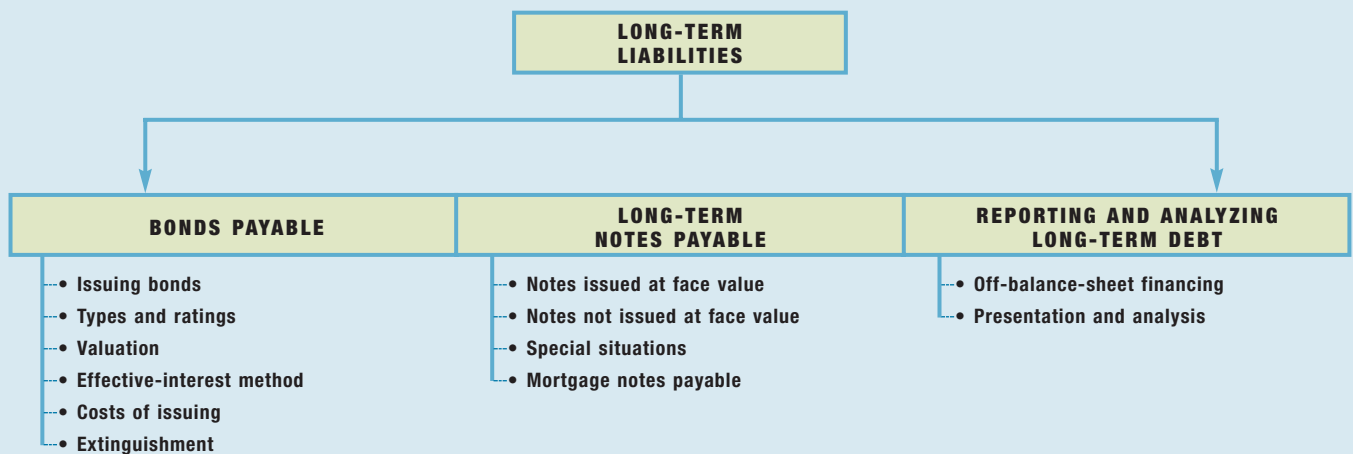 LONG-TERM
LIABILITIES
BONDS PAYABLE
LONG-TERM
NOTES PAYABLE
REPORTING AND ANALYZING
LONG-TERM DEBT
• Issuing bonds
• Types and ratings
• Valuation
• Effective-interest method
• Costs of issuing
• Extinguishment
• Notes issued at face value
• Notes not issued at face value
• Special situations
• Mortgage notes payable
• Off-balance-sheet financing
• Presentation and analysis